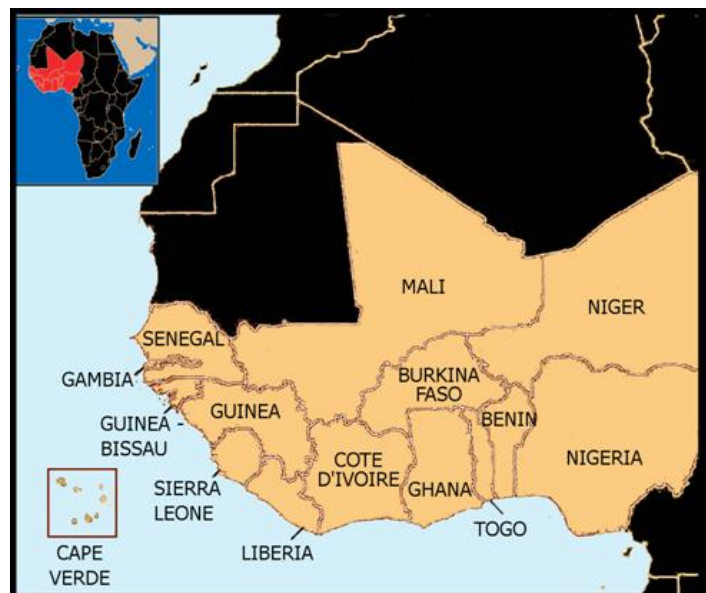 MALI
NIGER
SENEGAL
GAMBIA
BURKINA
FASO
GUINEA
BENIN
GUINEA -
BISSAU
COTE
D'IVOIRE
NIGERIA
GHANA
SIERRA
LEONE
TOGO
LIBERIA
CAPE
VERDE